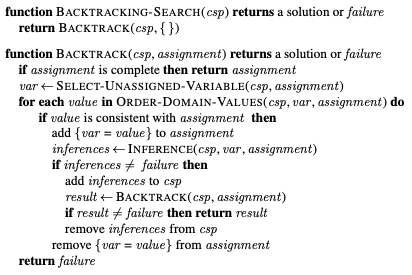 function BACKTRACKING-SEARCH(csp) returns a solution or failure
return BACKTRACK(csp, { })
function BACKTRACK(csp, assignment) returns a solution or failure
if assignment is complete then return assignment
var ← SELECT-UNASSIGNED-VARIABLE(csp, assignment)
for each value in ORDER-DOMAIN-VALUES(csp, var, assignment) do
if value is consistent with assignment then
add {var = value} to assignment
inferences ← INFERENCE(csp, var, assignment)
if inferences ≠ failure then
add inferences to csp
result ← BACKTRACK(csp, assignment)
if result ≠ failure then return result
remove inferences from csp
remove {var = value} from assignment
return failure